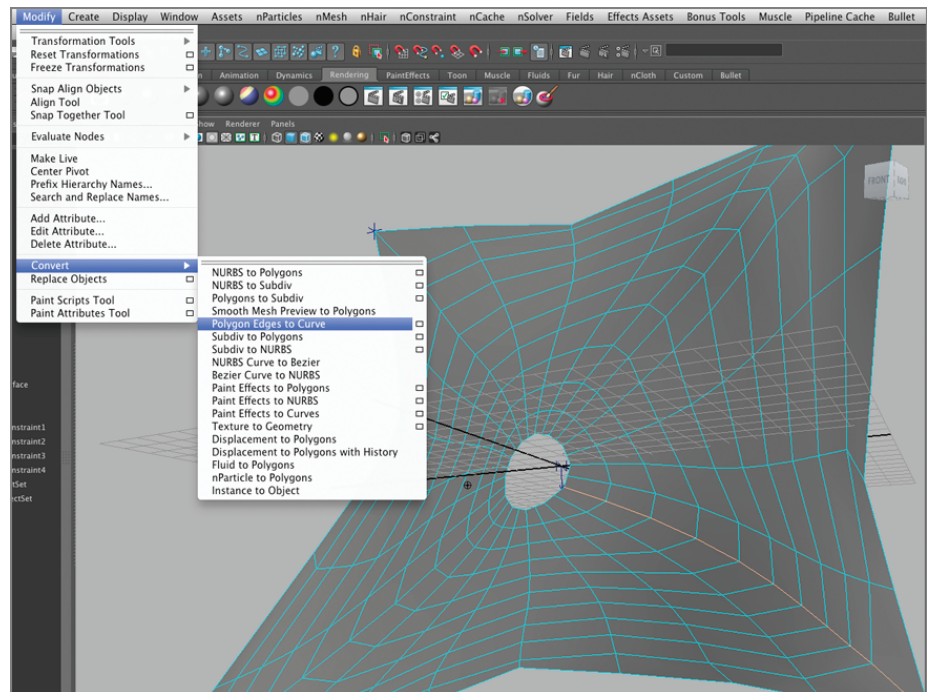 Modify Create Display Window Assets nParticles nMesh nHair nConstraint nCache nSolver Fields Effects Assets Bonus Tools Muscle Pipeline Cache Bullet
Transformation Tools
Reset Transformations
Freeze Transformations
Snap Align Objects
Align Tool
Snap Together Tool
Evaluate Nodes
Make Live
Center Pivot
Prefix Hierarchy Names...
Search and Replace Names...
Add Attribute...
Edit Attribute...
Delete Attribute...
Convert
Replace Objects
Paint Scripts Tool
Paint Attributes Tool
Animation Dynamics Rendering PaintEffects Toon Muscle Fluids Fur Hair nCloth Custom Bullet
how Renderer Panels
FRONT
NURBS to Polygons
NURBS to Subdiv
Polygons to Subdiv
Smooth Mesh Preview to Polygons
Polygon Edges to Curve
Subdiv to Polygons
Subdiv to NURBS
NURBS Curve to Bezier
Bezier Curve to NURBS
Paint Effects to Polygons
Paint Effects to NURBS
Paint Effects to Curves
Texture to Geometry
Displacement to Polygons
Displacement to Polygons with History
Fluid to Polygons
nParticle to Polygons
Instance to Object
face
nstraint1
nstraint2
nstraint3
nstraint4
tSet
ectSet